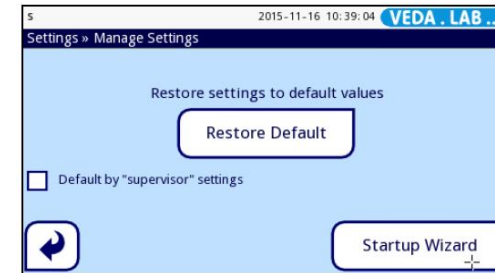 s 2015-11-16 10:39:04 VEDA . LAB ..
Settings » Manage Settings
Restore settings to default values
Restore Default
Default by "supervisor" settings
Startup Wizard